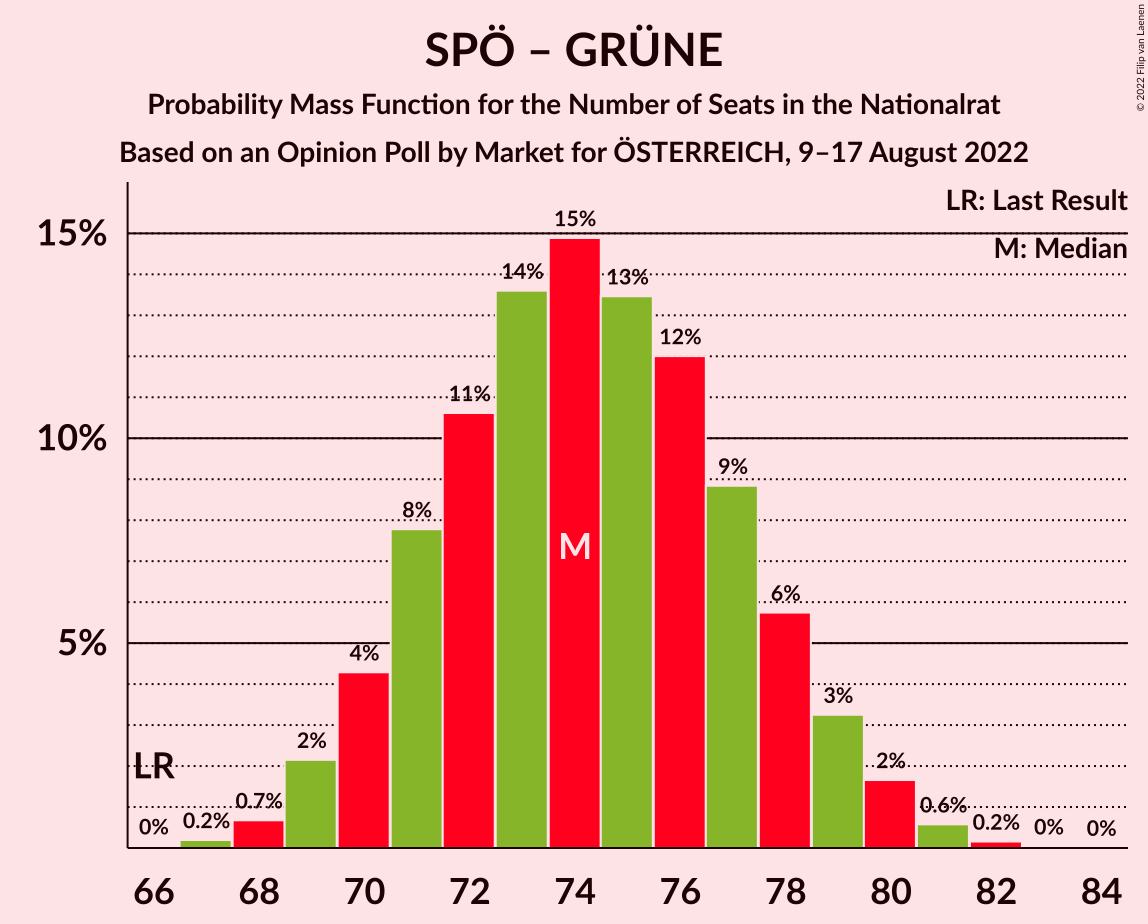 SPÖ – GRÜNE
Probability Mass Function for the Number of Seats in the Nationalrat
Based on an Opinion Poll by Market for ÖSTERREICH, 9–17 August 2022
© 2022 Filip van Laenen
LR: Last Result
M: Median
15%
10%
5%
LR
0%
0.2%
0.7%
2%
4%
8%
11%
14%
15%
13%
12%
9%
6%
3%
2%
0.6%
0.2%
0%
0%
M
66 68 70 72 74 76 78 80 82 84